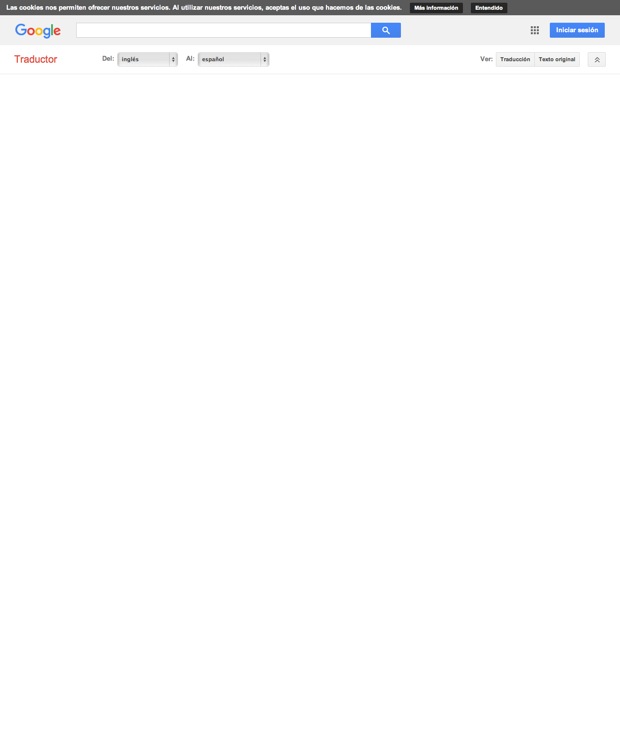 Las cookies nos permiten ofrecer nuestros servicios. Al utilizar nuestros servicios, aceptas el uso que hacemos de las cookies. Más información Entendido
Google Iniciar sesión
Traductor Del: inglés Al: español Ver: Traducción Texto original